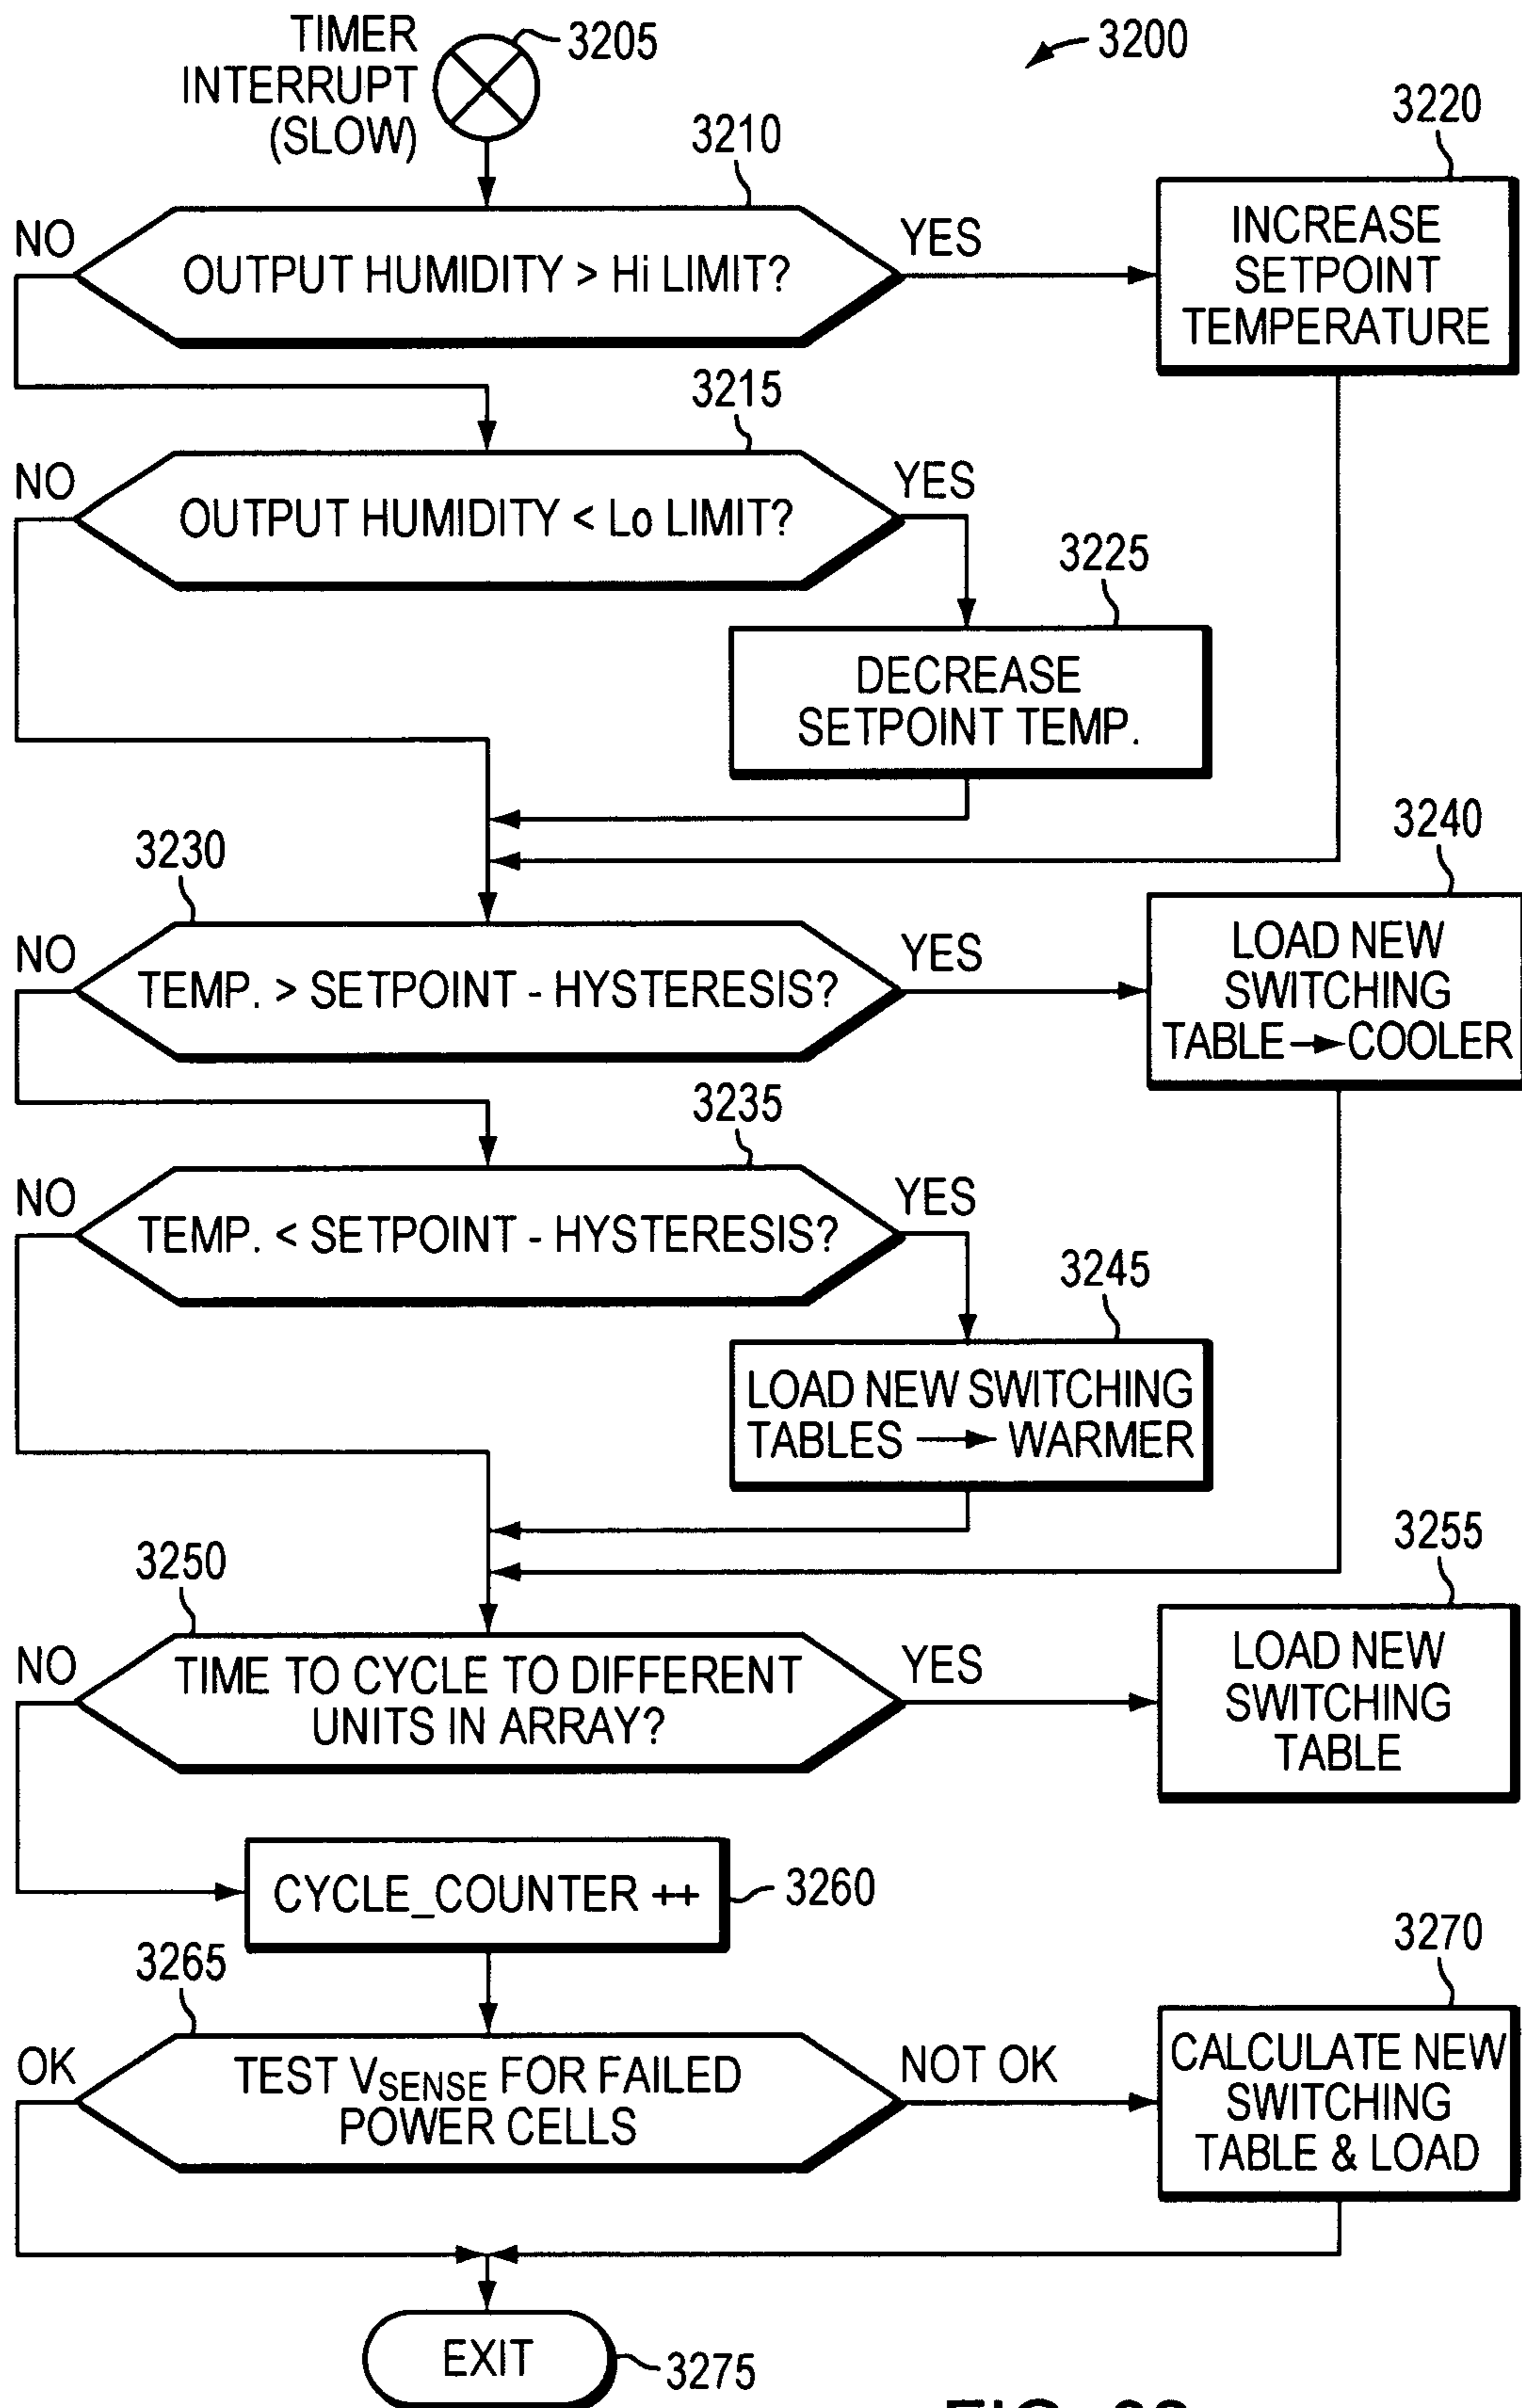 TIMER
INTERRUPT
(SLOW)
3205
3200
3210
3220
NO
OUTPUT HUMIDITY > Hi LIMIT?
YES
INCREASE
SETPOINT
TEMPERATURE
3215
NO
OUTPUT HUMIDITY < Lo LIMIT?
YES
3225
DECREASE
SETPOINT TEMP.
3230
3240
NO
TEMP. > SETPOINT - HYSTERESIS?
YES
LOAD NEW
SWITCHING
TABLE → COOLER
3235
NO
TEMP. < SETPOINT - HYSTERESIS?
YES
3245
LOAD NEW SWITCHING
TABLES → WARMER
3250
3255
NO
TIME TO CYCLE TO DIFFERENT
UNITS IN ARRAY?
YES
LOAD NEW
SWITCHING
TABLE
CYCLE_COUNTER ++
3260
3265
3270
OK
TEST VSENSE FOR FAILED
POWER CELLS
NOT OK
CALCULATE NEW
SWITCHING
TABLE & LOAD
EXIT
3275